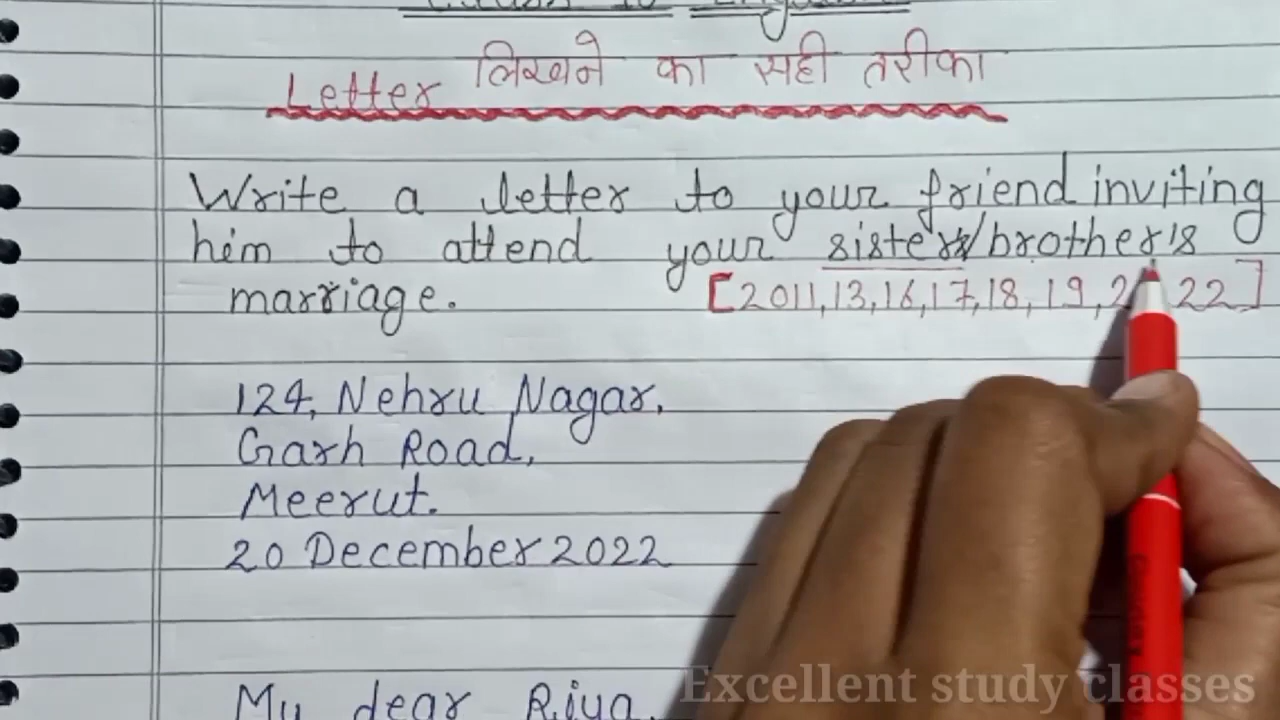 Letter लिखने का सही तरीका
Write a letter to your friend inviting
him to attend your sister's/brother's
marriage. [2011,13,16,17,18,19, 22]
124, Nehru Nagar,
Garh Road,
Meerut.
20 December 2022
My dear Riya,
Excellent study classes